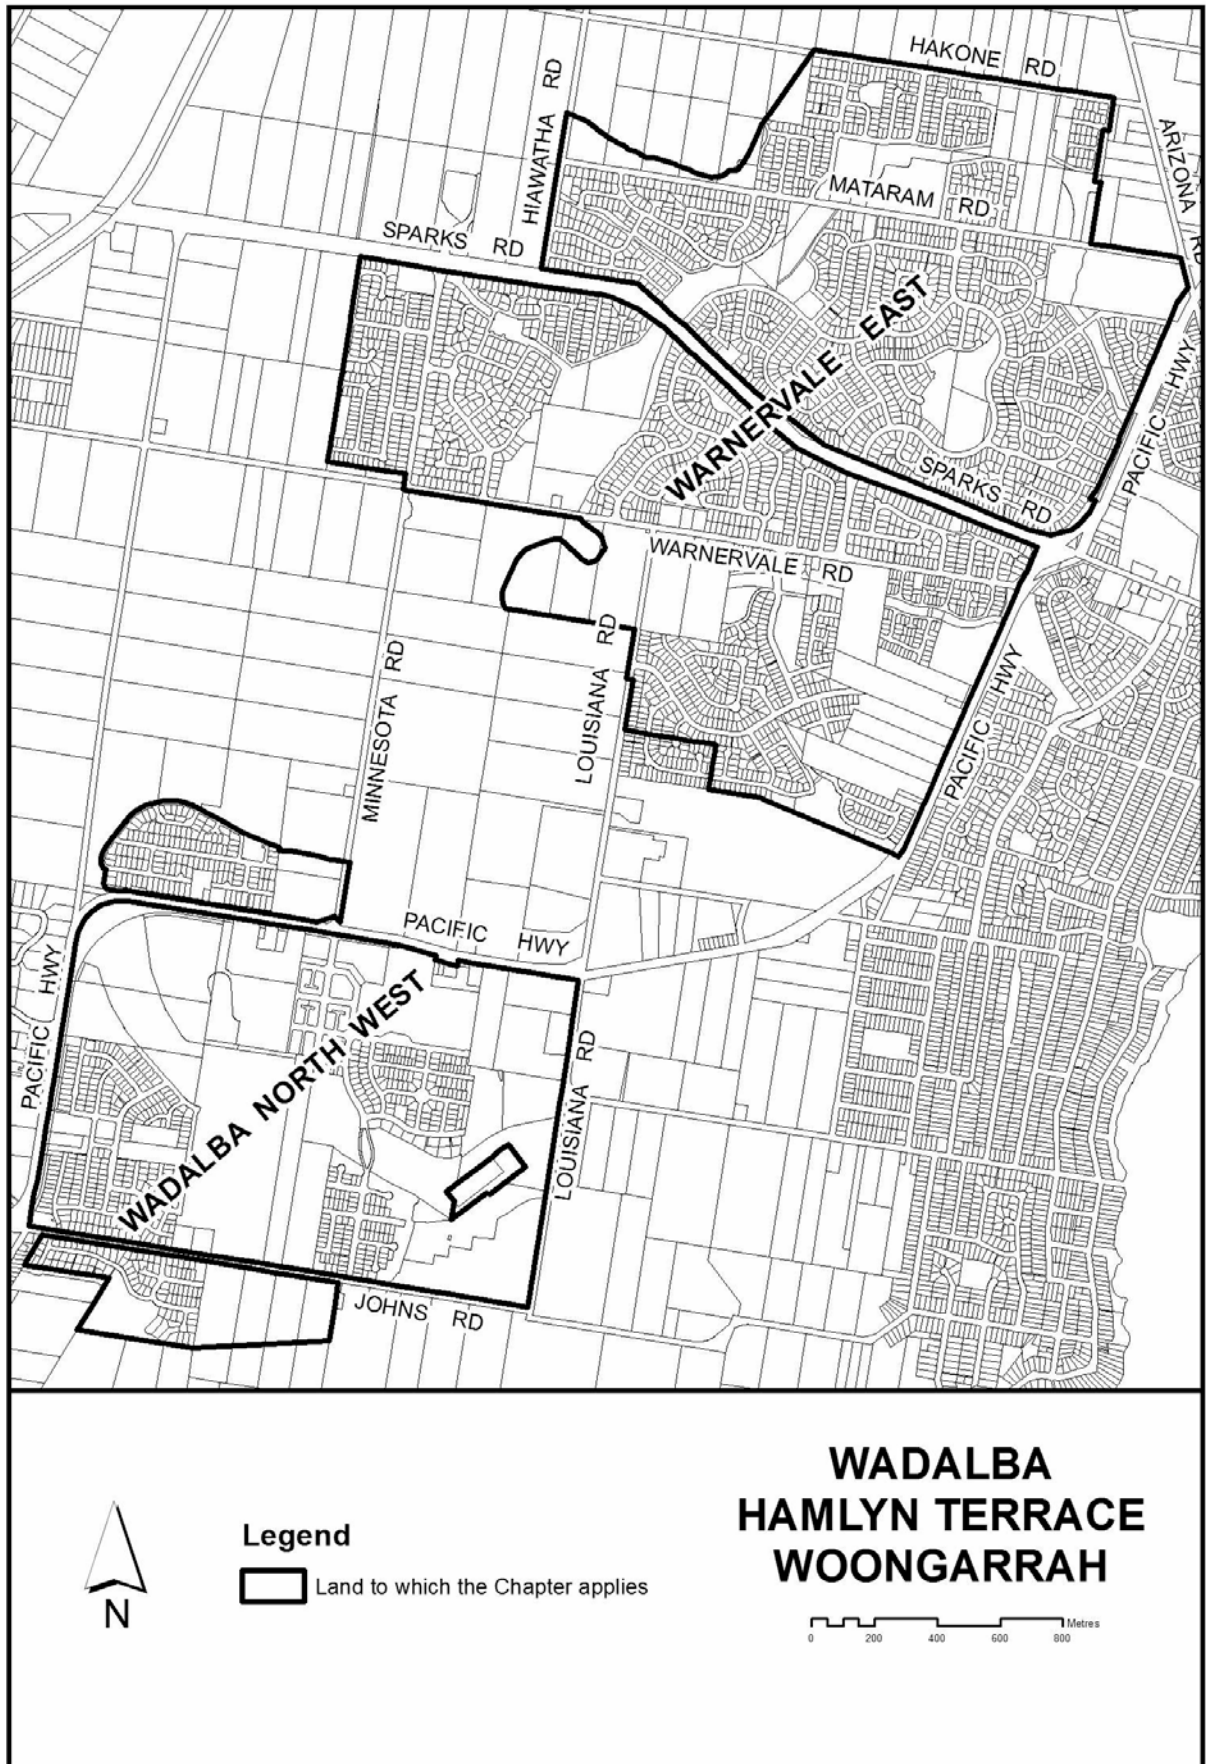 HAKONE RD
HIAWATHA RD
ARIZONA RD
MATARAM RD
SPARKS RD
WARNERVALE EAST
PACIFIC HWY
SPARKS RD
WARNERVALE RD
LOUISIANA RD
MINNESOTA RD
PACIFIC HWY
PACIFIC HWY
PACIFIC HWY
WADALBA NORTH WEST
LOUISIANA RD
JOHNS RD
WADALBA
HAMLYN TERRACE
WOONGARRAH
Legend
Land to which the Chapter applies
N
Metres
0 200 400 600 800